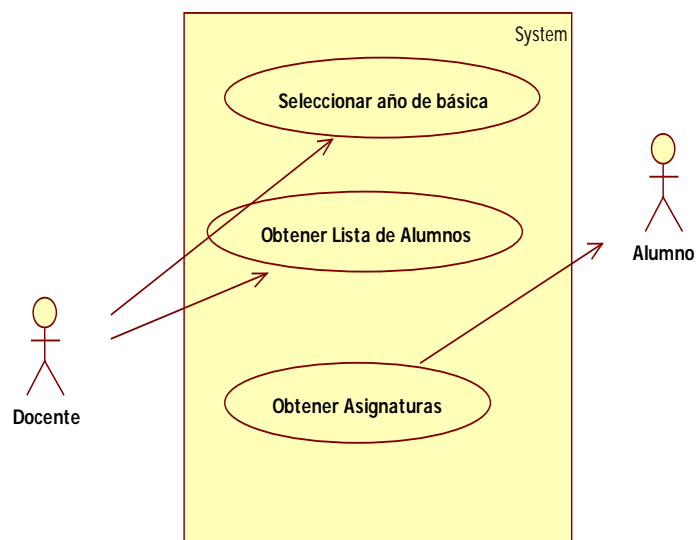 System
Seleccionar año de básica
Obtener Lista de Alumnos
Alumno
Obtener Asignaturas
Docente